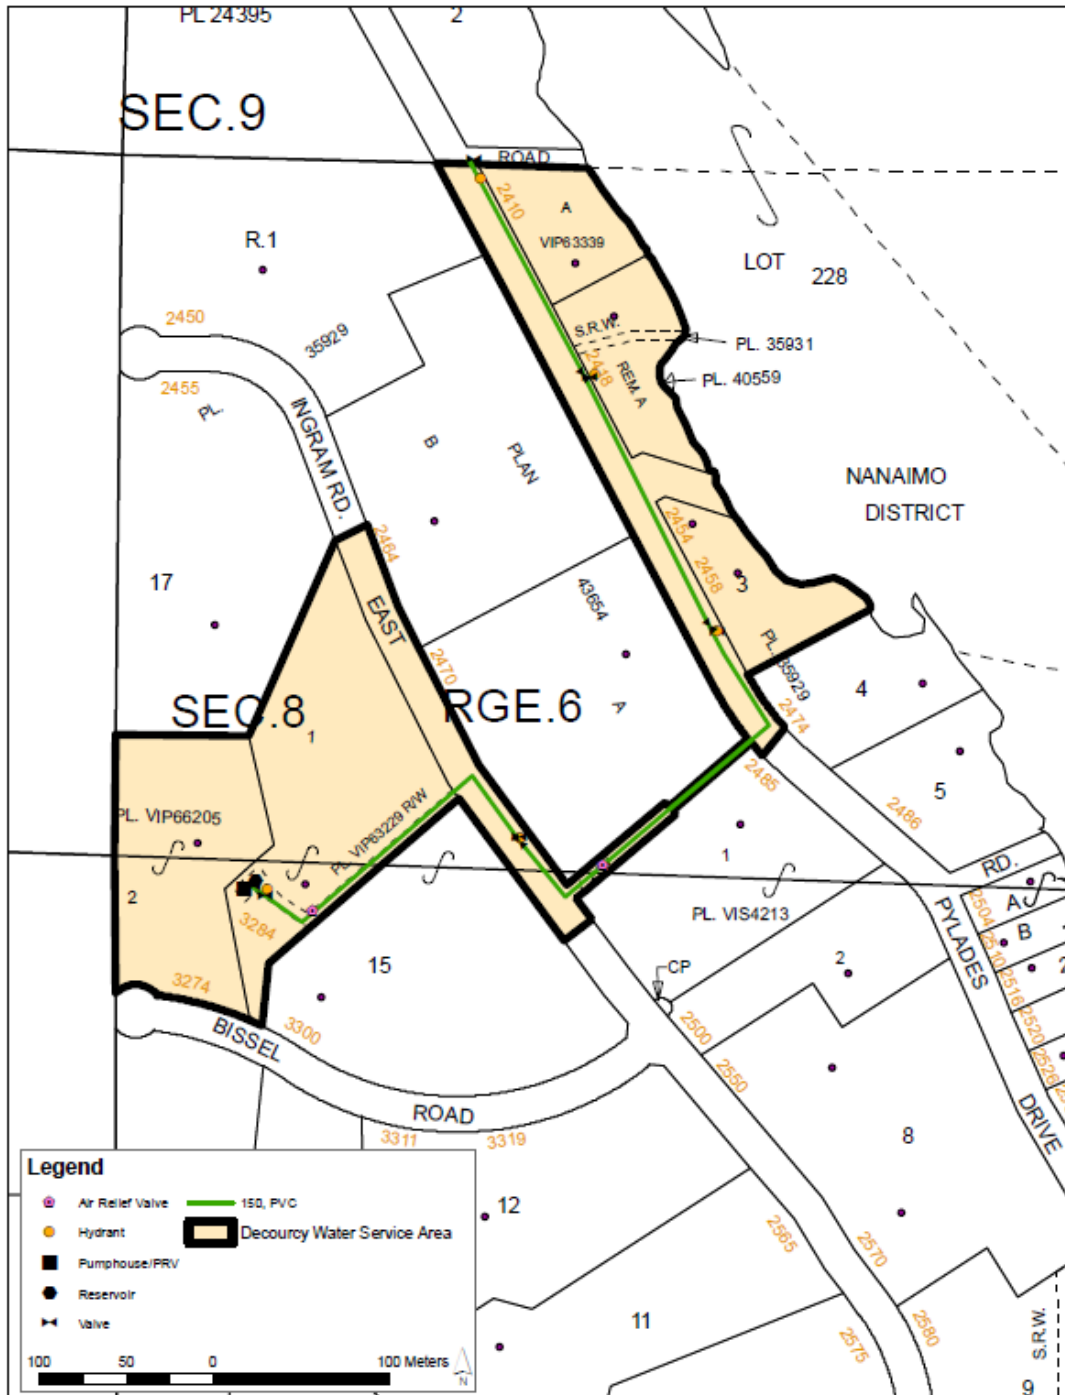 PL 24395
2
SEC.9
ROAD
2410
A
VIP63339
R.1
LOT 228
2450
35929
S.R.W.
PL. 35931
2418
REM. A
PL. 40559
2455
PL.
INGRAM RD.
B
PLAN
NANAIMO
DISTRICT
2464
2454
2458
3
17
EAST
43654
2470
PL. 35929
4
SEC.8
RGE.6
A
2474
1
2485
5
2486
PL. VIP66205
PL. VIP63229 R/W
1
RD.
2
PL. VIS4213
2504
A
PYLADES
B
2510
3284
15
2
2
CP
2516
3274
3300
BISSEL
2500
2520
2550
2526
ROAD
3311
3319
8
DRIVE
12
2565
2570
11
2575
2580
S.R.W.
9
Legend
Air Relief Valve
150, PVC
Hydrant
Decourcy Water Service Area
Pumphouse/PRV
Reservoir
Valve
100 50 0 100 Meters
N